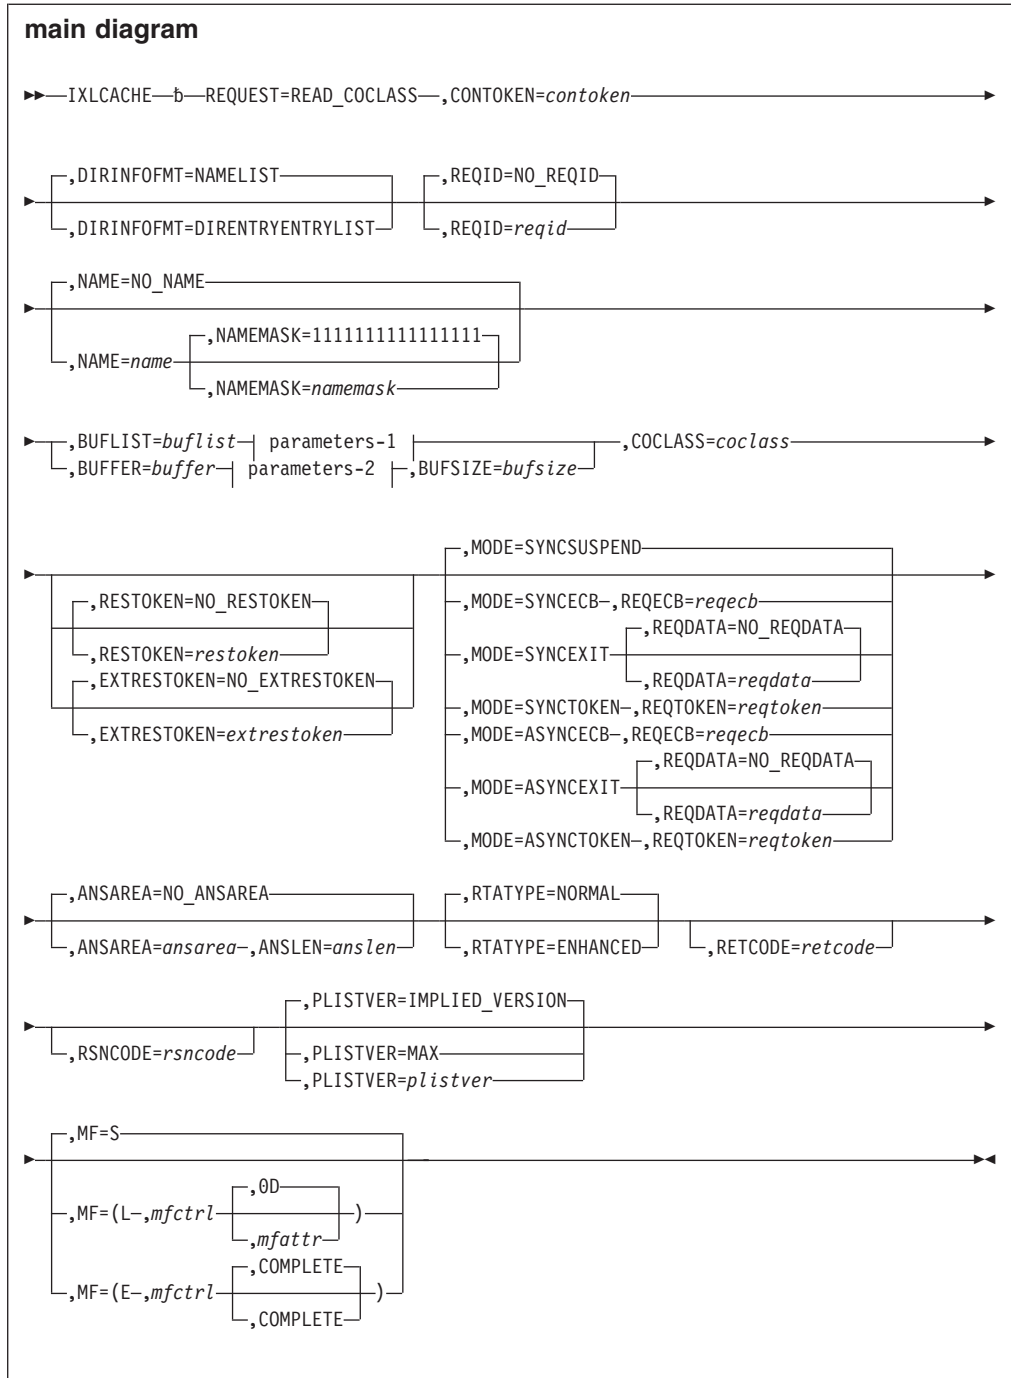 main diagram
IXLCACHE ƀ REQUEST=READ_COCLASS ,CONTOKEN=contoken
,DIRINFOFMT=NAMELIST ,REQID=NO_REQID
,DIRINFOFMT=DIRENTRYENTRYLIST ,REQID=reqid
,NAME=NO_NAME
,NAMEMASK=1111111111111111
,NAME=name
,NAMEMASK=namemask
,BUFLIST=buflist parameters-1 ,COCLASS=coclass
,BUFFER=buffer parameters-2 ,BUFSIZE=bufsize
,MODE=SYNCSUSPEND
,RESTOKEN=NO_RESTOKEN ,MODE=SYNCECB ,REQECB=reqecb
,REQDATA=NO_REQDATA
,RESTOKEN=restoken ,MODE=SYNCEXIT
,EXTRESTOKEN=NO_EXTRESTOKEN ,REQDATA=reqdata
,MODE=SYNCTOKEN ,REQTOKEN=reqtoken
,EXTRESTOKEN=extrestoken ,MODE=ASYNCECB ,REQECB=reqecb
,REQDATA=NO_REQDATA
,MODE=ASYNCEXIT
,REQDATA=reqdata
,MODE=ASYNCTOKEN ,REQTOKEN=reqtoken
,ANSAREA=NO_ANSAREA ,RTATYPE=NORMAL
,ANSAREA=ansarea ,ANSLEN=anslen ,RTATYPE=ENHANCED ,RETCODE=retcode
,PLISTVER=IMPLIED_VERSION
,RSNCODE=rsncode ,PLISTVER=MAX
,PLISTVER=plistver
,MF=S
,0D
,MF=(L ,mfctrl )
,mfattr
,COMPLETE
,MF=(E ,mfctrl )
,COMPLETE